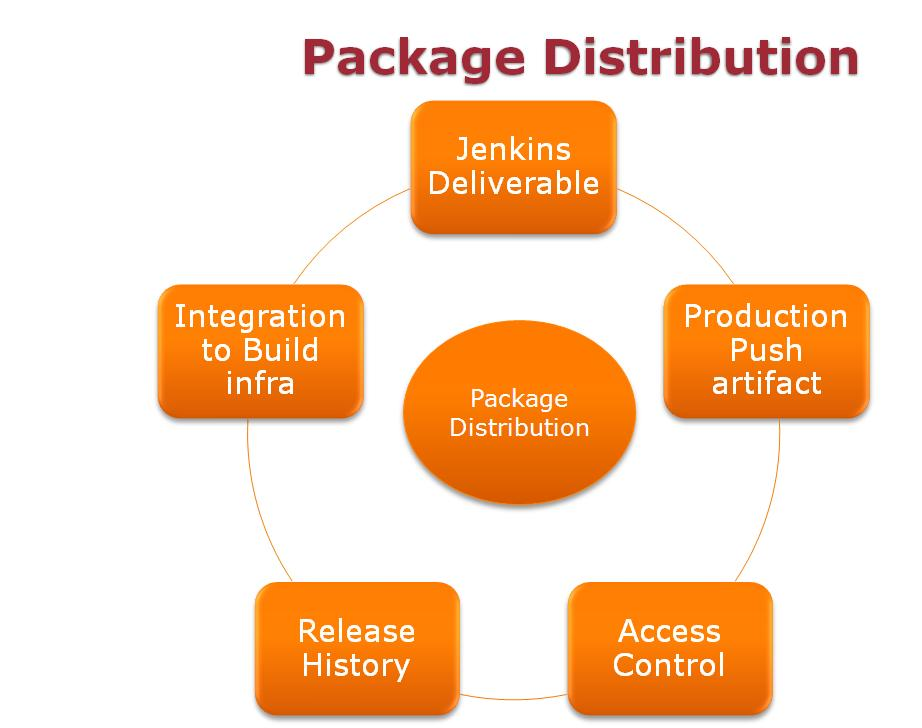 Package Distribution
Jenkins
Deliverable
Production
Push
artifact
Access
Control
Release
History
Integration
to Build
infra
Package
Distribution